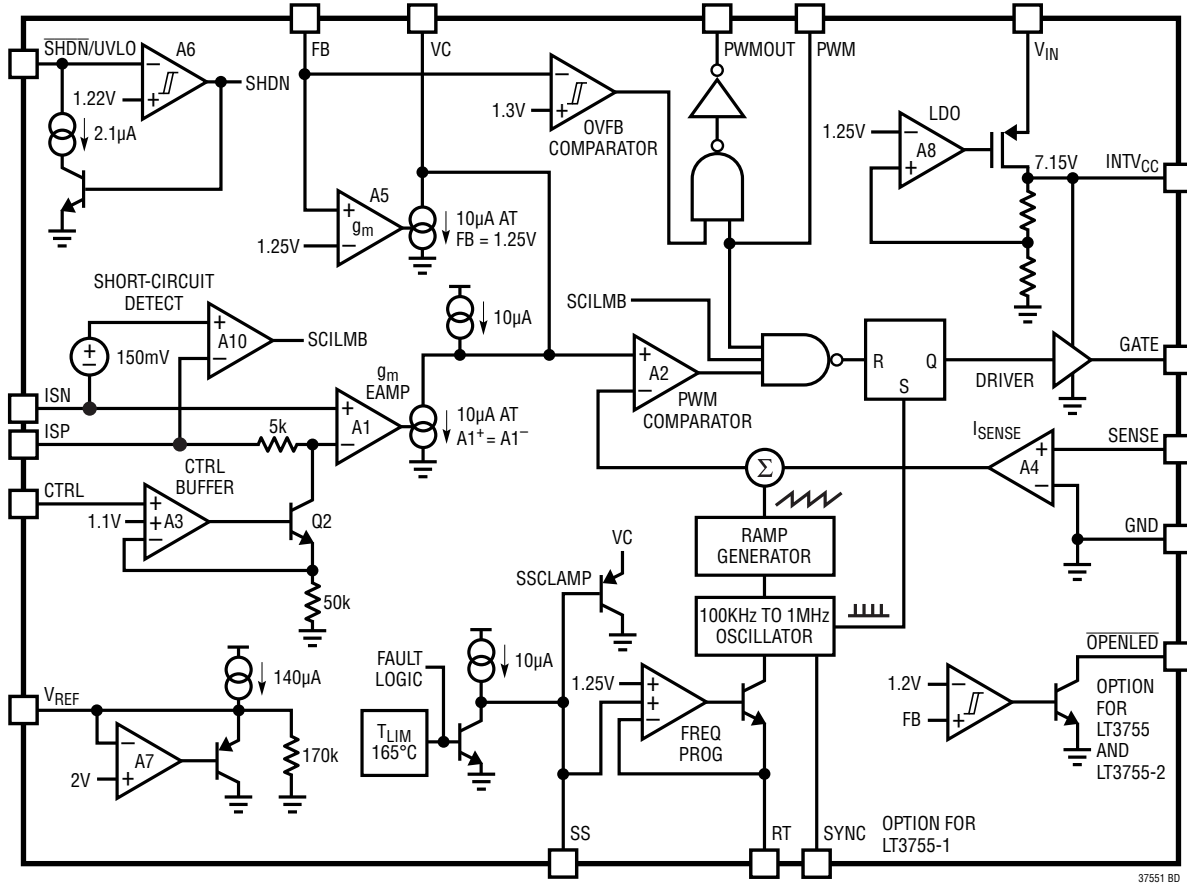 FB
VC
PWMOUT
PWM
VIN
SHDN/UVLO
A6
SHDN
−
+
1.22V
2.1µA
−
+
1.3V
OVFB
COMPARATOR
LDO
1.25V
−
+
A8
7.15V
INTVCC
A5
+
gm
−
1.25V
10µA AT
FB = 1.25V
SHORT-CIRCUIT
DETECT
+
A10
−
SCILMB
+
−
150mV
10µA
SCILMB
ISN
ISP
5k
gm
EAMP
+
A1
−
10µA AT
A1+ = A1−
+
A2
−
PWM
COMPARATOR
R
Q
S
DRIVER
GATE
ISENSE
SENSE
+
A4
−
GND
Σ
CTRL
CTRL
BUFFER
+
+
−
A3
1.1V
Q2
50k
RAMP
GENERATOR
100KHz TO 1MHz
OSCILLATOR
VC
SSCLAMP
140µA
VREF
−
A7
+
2V
170k
FAULT
LOGIC
TLIM
165°C
10µA
1.25V
+
+
−
FREQ
PROG
OPENLED
1.2V
−
FB
+
OPTION
FOR
LT3755
AND
LT3755-2
SS
RT
SYNC
OPTION FOR
LT3755-1
37551 BD